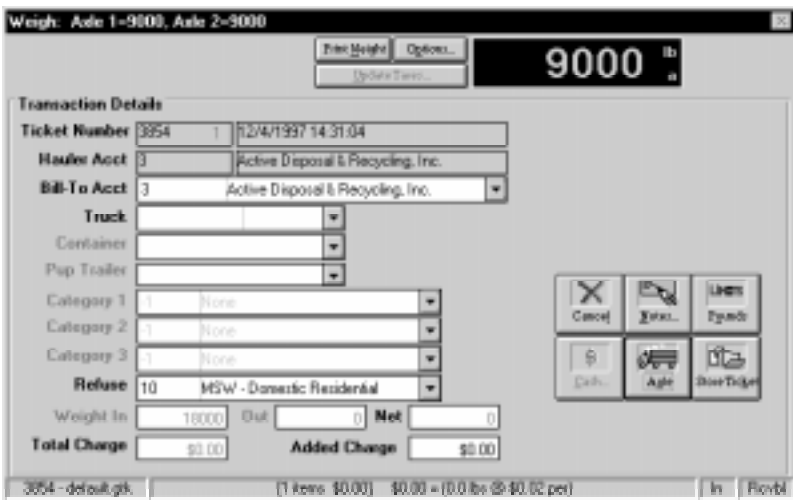 Weigh: Axle 1=9000, Axle 2=9000
Print Weight Options...
Update Tares...
9000 lb
Transaction Details
Ticket Number 3854 1 12/4/1997 14:31:04
Hauler Acct 3 Active Disposal & Recycling, Inc.
Bill-To Acct 3 Active Disposal & Recycling, Inc.
Truck
Container
Pup Trailer
Category 1 -1 None
Category 2 -1 None
Category 3 -1 None
Refuse 10 MSW - Domestic Residential
Weight In 18000 Out 0 Net 0
Total Charge $0.00 Added Charge $0.00
Cancel Notes... Pounds
Cash... Axle Store Ticket
3854 - default.gtk (1 items $0.00) $0.00 = (0.0 lbs @ $0.02 per) In Rcvbl